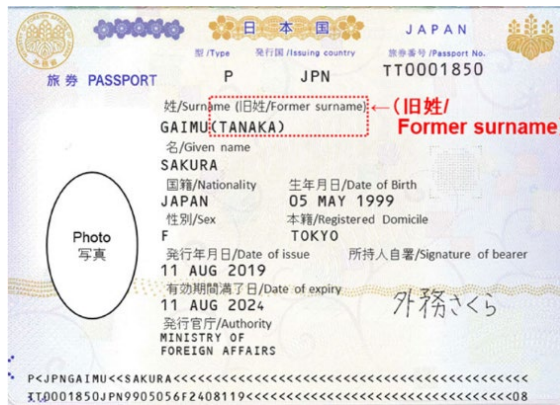 日本国 JAPAN
型/Type 発行国/Issuing country 旅券番号/Passport No.
旅券 PASSPORT P JPN TT0001850
姓/Surname (旧姓/Former surname) ←(旧姓/
GAIMU(TANAKA) Former surname
名/Given name
SAKURA
国籍/Nationality 生年月日/Date of Birth
JAPAN 05 MAY 1999
性別/Sex 本籍/Registered Domicile
F TOKYO
Photo
写真
発行年月日/Date of issue 所持人自署/Signature of bearer
11 AUG 2019
有効期間満了日/Date of expiry
11 AUG 2024 外務さくら
発行官庁/Authority
MINISTRY OF
FOREIGN AFFAIRS
P<JPNGAIMU<<SAKURA<<<<<<<<<<<<<<<<<<<<<<<<<<
TT0001850JPN9905056F2408119<<<<<<<<<<<<<<<08